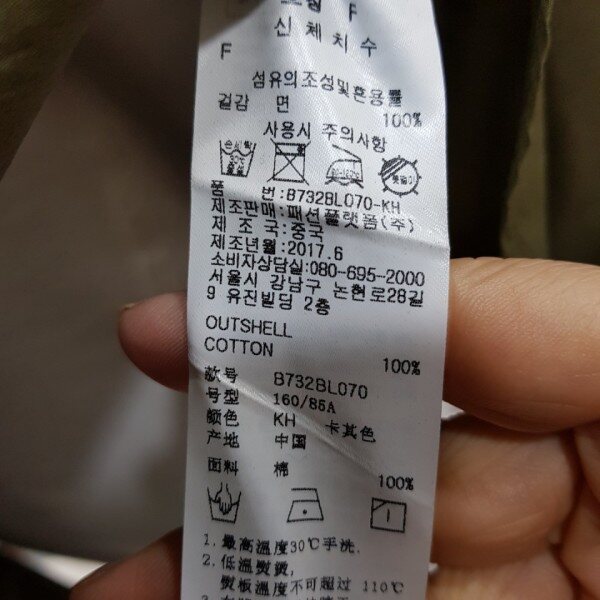 F
신체치수
F
섬유의조성및혼용률
겉감 면 100%
사용시 주의사항
손세탁
품 번:B732BL070-KH
제조판매:패션플랫폼(주)
제 조 국:중국
제조년월:2017.6
소비자상담실:080-695-2000
서울시 강남구 논현로28길
9 유진빌딩 2층
OUTSHELL
COTTON 100%
款号 B732BL070
号型 160/85A
颜色 KH 卡其色
产地 中国
面料 棉 100%
1.最高温度30℃手洗.
2.低温熨烫,
熨板温度不可超过 110℃